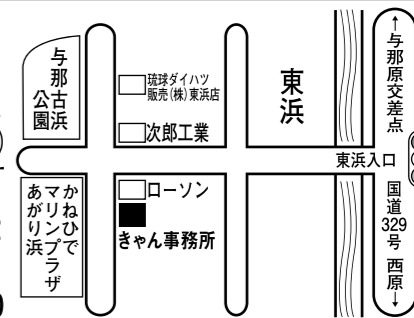 与那古浜
公園
琉球ダイハツ
販売(株)東浜店
次郎工業
東浜
↑与那原交差点
東浜入口
国道329号
西原↓
かねひで
マリンプラザ
あがり浜
ローソン
きゃん事務所